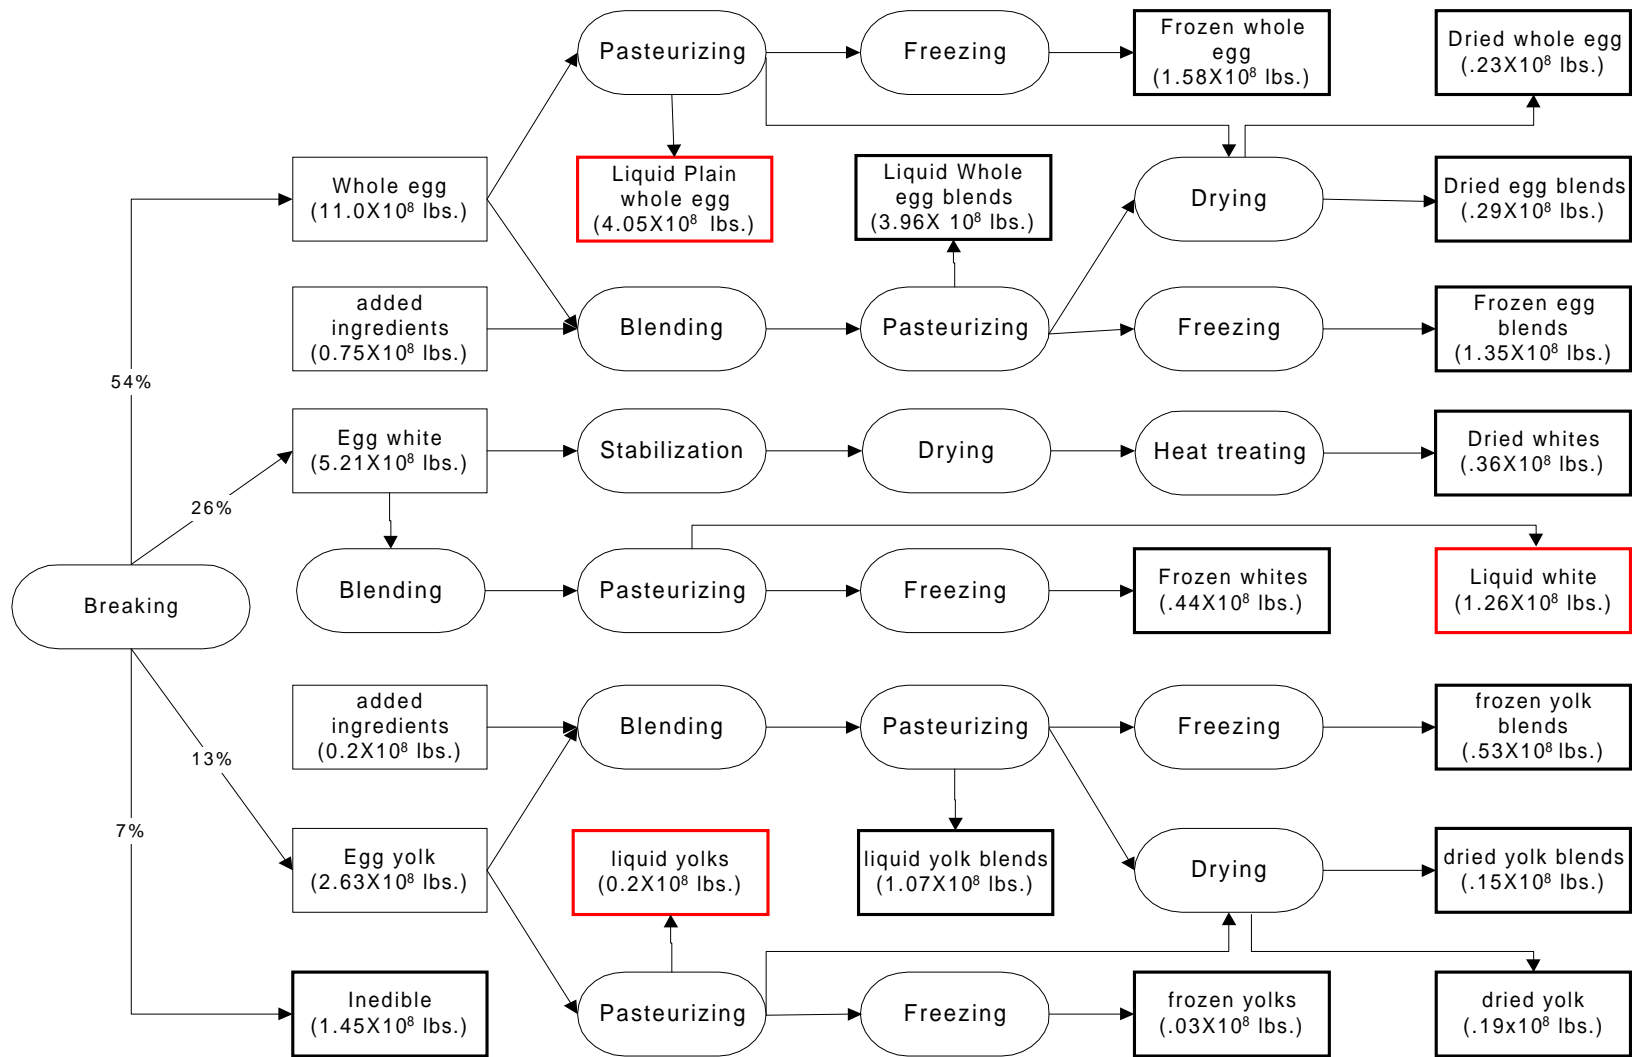 Pasteurizing
Freezing
Frozen whole
egg
(1.58X10⁸ lbs.)
Dried whole egg
(.23X10⁸ lbs.)
Whole egg
(11.0X10⁸ lbs.)
Liquid Plain
whole egg
(4.05X10⁸ lbs.)
Liquid Whole
egg blends
(3.96X 10⁸ lbs.)
Drying
Dried egg blends
(.29X10⁸ lbs.)
added
ingredients
(0.75X10⁸ lbs.)
Blending
Pasteurizing
Freezing
Frozen egg
blends
(1.35X10⁸ lbs.)
54%
Egg white
(5.21X10⁸ lbs.)
Stabilization
Drying
Heat treating
Dried whites
(.36X10⁸ lbs.)
26%
Breaking
Blending
Pasteurizing
Freezing
Frozen whites
(.44X10⁸ lbs.)
Liquid white
(1.26X10⁸ lbs.)
added
ingredients
(0.2X10⁸ lbs.)
Blending
Pasteurizing
Freezing
frozen yolk
blends
(.53X10⁸ lbs.)
13%
7%
Egg yolk
(2.63X10⁸ lbs.)
liquid yolks
(0.2X10⁸ lbs.)
liquid yolk blends
(1.07X10⁸ lbs.)
Drying
dried yolk blends
(.15X10⁸ lbs.)
Inedible
(1.45X10⁸ lbs.)
Pasteurizing
Freezing
frozen yolks
(.03X10⁸ lbs.)
dried yolk
(.19x10⁸ lbs.)